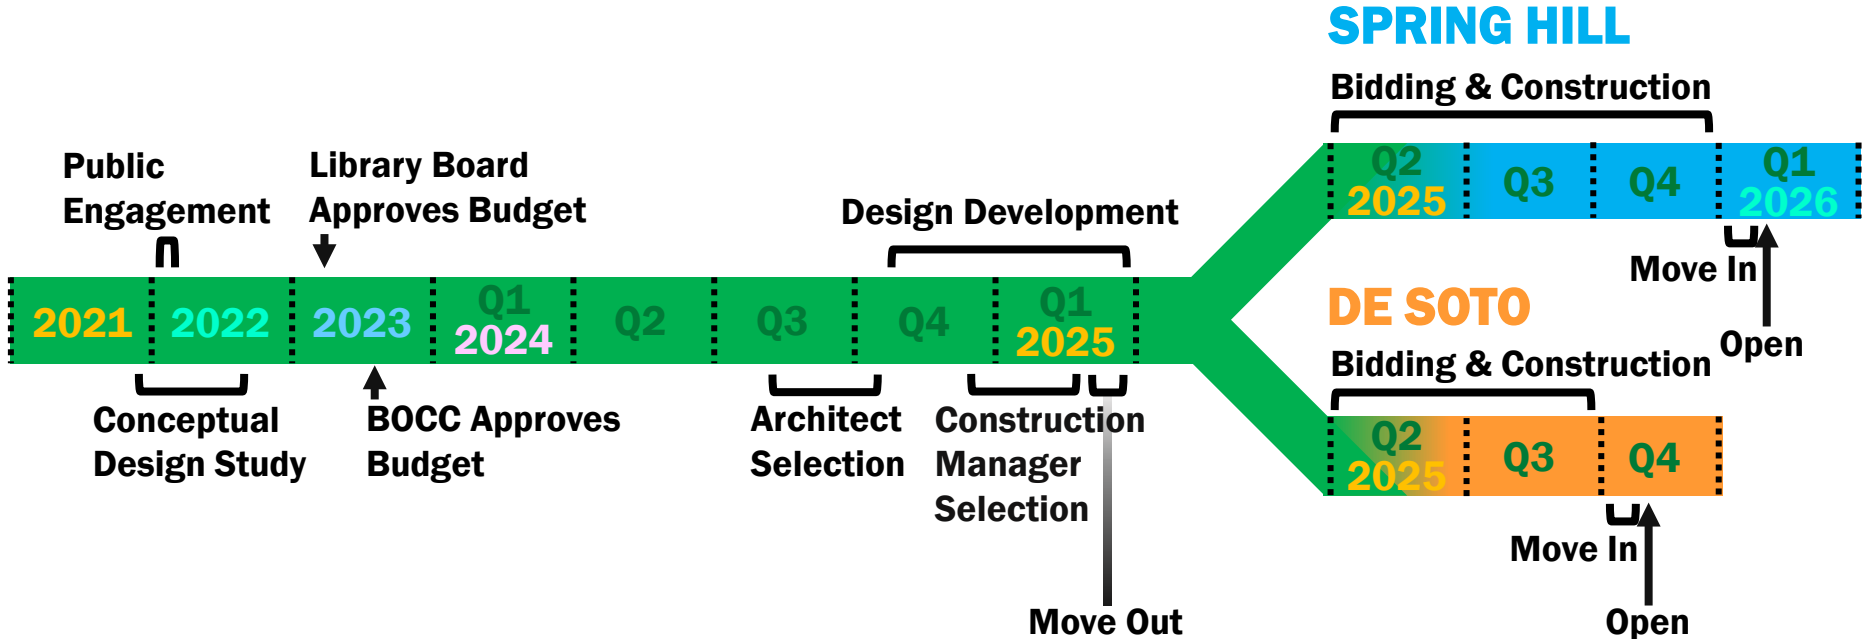 SPRING HILL
Bidding & Construction
Q2
2025
Q3
Q4
Q1
2026
Move In
Open
Public
Engagement
Library Board
Approves Budget
Design Development
2021
2022
2023
Q1
2024
Q2
Q3
Q4
Q1
2025
Conceptual
Design Study
BOCC Approves
Budget
Architect
Selection
Construction
Manager
Selection
Move Out
DE SOTO
Bidding & Construction
Q2
2025
Q3
Q4
Move In
Open